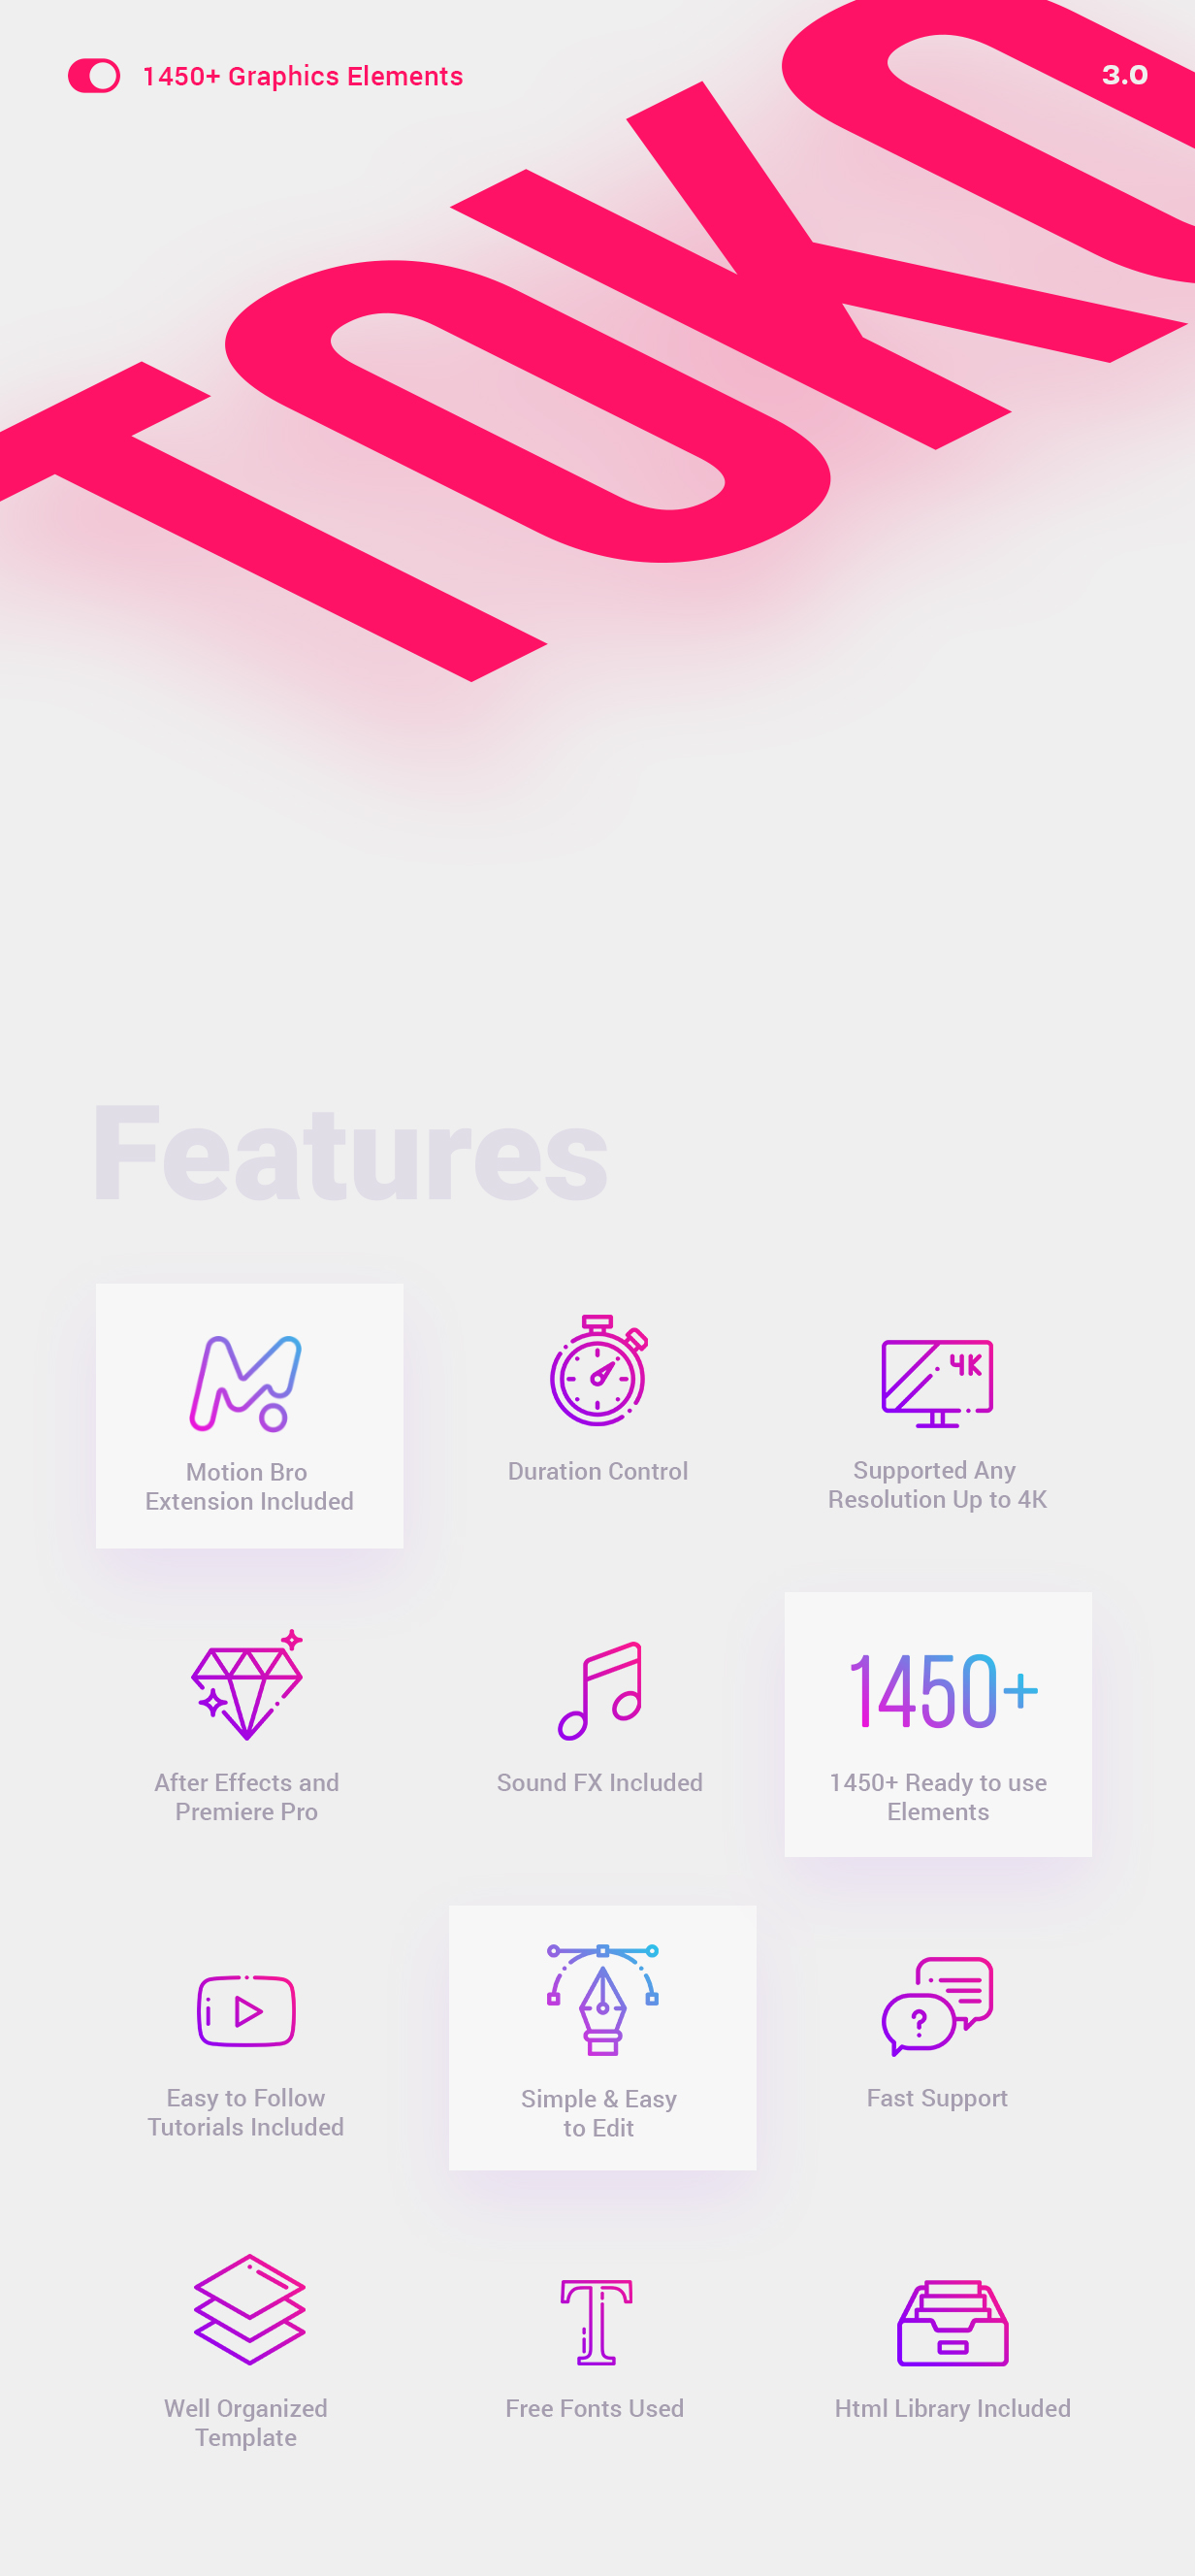 1450+ Graphics Elements
3.0
TOKO
Features
Motion Bro
Extension Included
Duration Control
4K
Supported Any
Resolution Up to 4K
After Effects and
Premiere Pro
Sound FX Included
1450+
1450+ Ready to use
Elements
Easy to Follow
Tutorials Included
Simple & Easy
to Edit
?
Fast Support
Well Organized
Template
T
Free Fonts Used
Html Library Included